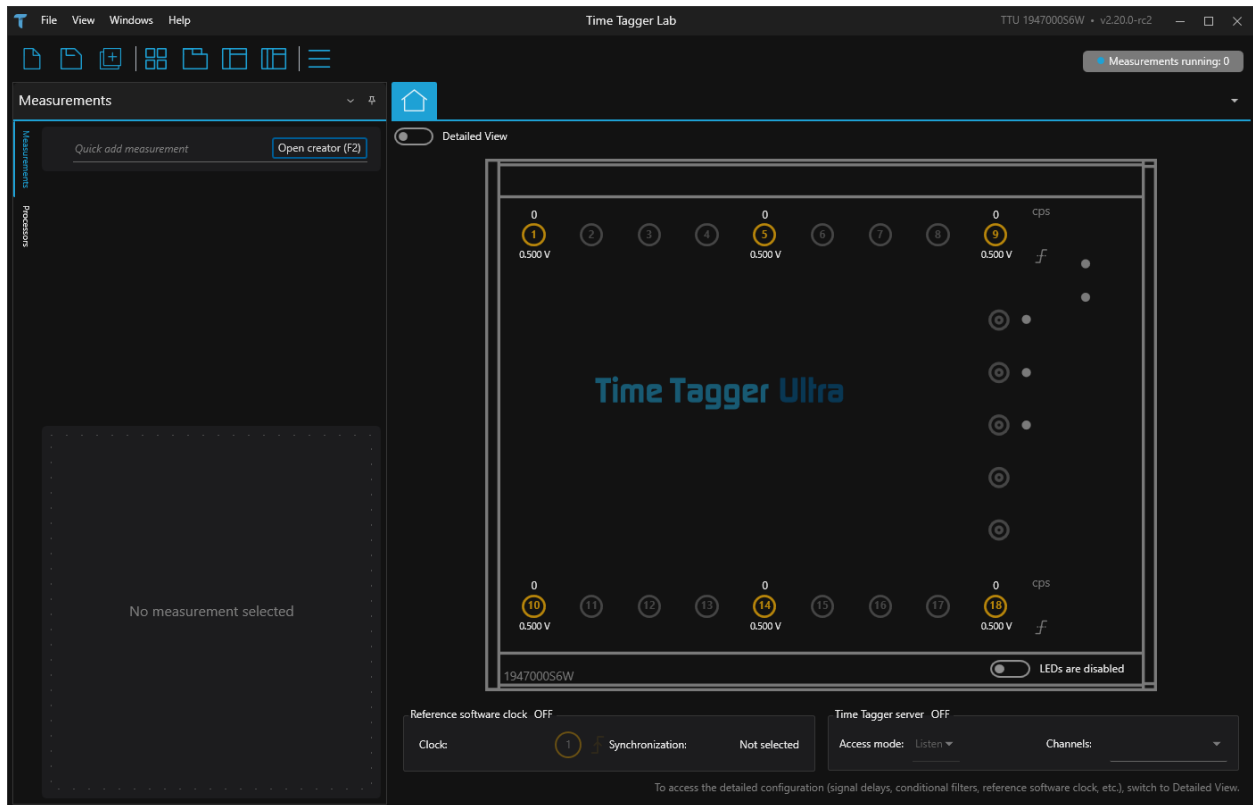 File View Windows Help
Time Tagger Lab
TTU 1947000S6W • v2.20.0-rc2
Measurements running: 0
Measurements
Measurements
Processors
Quick add measurement
Open creator (F2)
No measurement selected
Detailed View
0 0 0 cps
1 2 3 4 5 6 7 8 9
0.500 V 0.500 V 0.500 V
Time Tagger Ultra
0 0 0 cps
10 11 12 13 14 15 16 17 18
0.500 V 0.500 V 0.500 V
1947000S6W
LEDs are disabled
Reference software clock OFF
Clock: 1 Synchronization: Not selected
Time Tagger server OFF
Access mode: Listen Channels:
To access the detailed configuration (signal delays, conditional filters, reference software clock, etc.), switch to Detailed View.